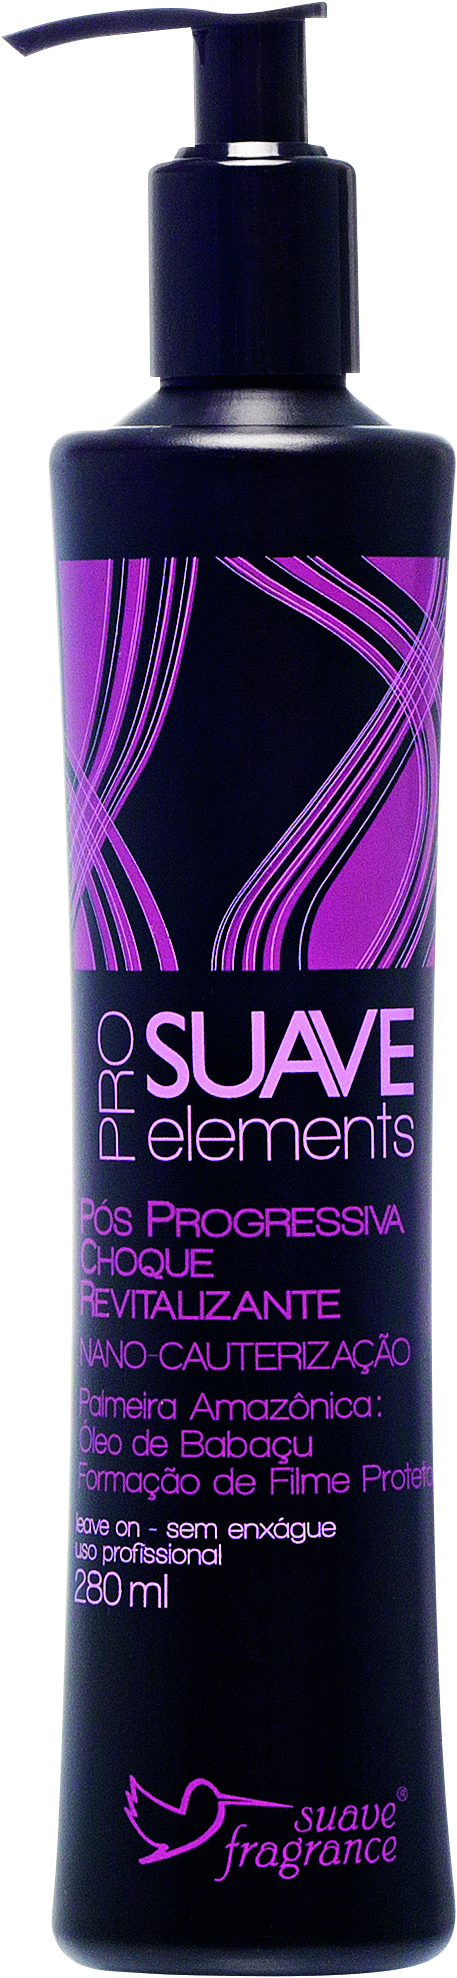 PRO
SUAVE
elements
PÓS PROGRESSIVA
CHOQUE
REVITALIZANTE
NANO-CAUTERIZAÇÃO
Palmeira Amazônica:
Óleo de Babaçu
Formação de Filme
leave on - sem enxágue
uso profissional
280 ml
suave®
fragrance